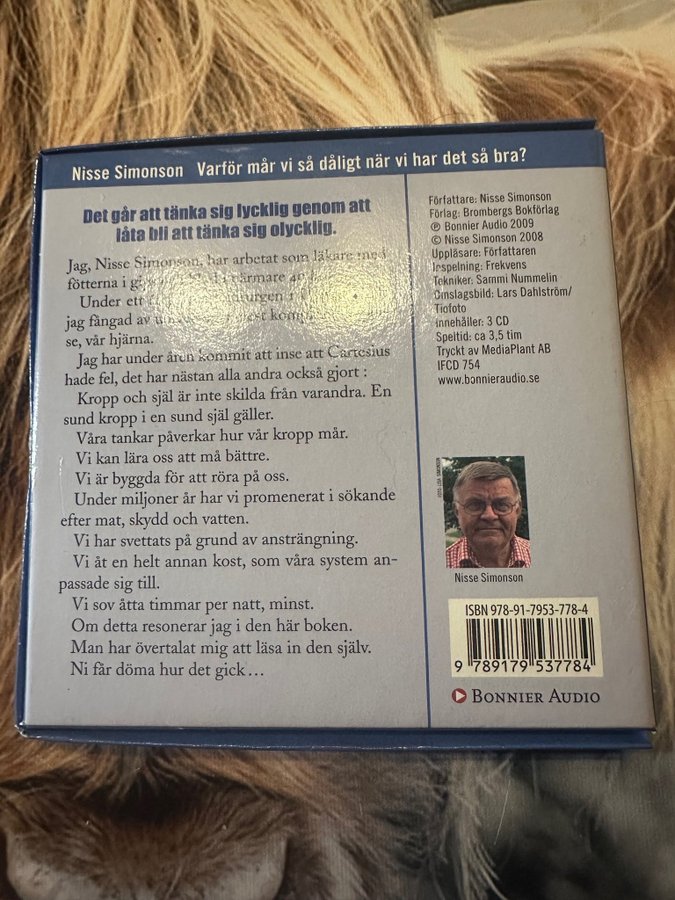 Nisse Simonson Varför mår vi så dåligt när vi har det så bra?
Det går att tänka sig lycklig genom att
låta bli att tänka sig olycklig.
Jag, Nisse Simonson, har arbetat som läkare med
fötterna i
Under ett
jag fångad av
se, vår hjärna.
Jag har under åren kommit att inse att Cartesius
hade fel, det har nästan alla andra också gjort :
Kropp och själ är inte skilda från varandra. En
sund kropp i en sund själ gäller.
Våra tankar påverkar hur vår kropp mår.
Vi kan lära oss att må bättre.
Vi är byggda för att röra på oss.
Under miljoner år har vi promenerat i sökande
efter mat, skydd och vatten.
Vi har svettats på grund av ansträngning.
Vi åt en helt annan kost, som våra system an-
passade sig till.
Vi sov åtta timmar per natt, minst.
Om detta resonerar jag i den här boken.
Man har övertalat mig att läsa in den själv.
Ni får döma hur det gick…
Författare: Nisse Simonson
Förlag: Brombergs Bokförlag
℗ Bonnier Audio 2009
© Nisse Simonson 2008
Uppläsare: Författaren
Inspelning: Frekvens
Tekniker: Sammi Nummelin
Omslagsbild: Lars Dahlström/
Tiofoto
Innehåller: 3 CD
Speltid: ca 3,5 tim
Tryckt av MediaPlant AB
IFCD 754
www.bonnieraudio.se
Nisse Simonson
ISBN 978-91-7953-778-4
9 789179 537784
BONNIER AUDIO